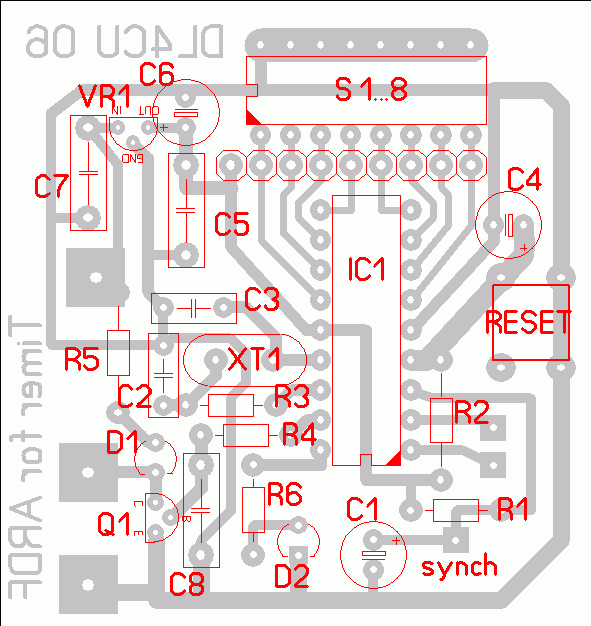 DL4CU 06
C6
VR1
S1...8
IN
OUT
+
GND
C7
C5
C4
+
IC1
C3
RESET
XT1
R5
C2
R3
R4
R2
D1
C
B
E
Q1
R6
C1
+
R1
D2
C8
synch
Timer for ARDF